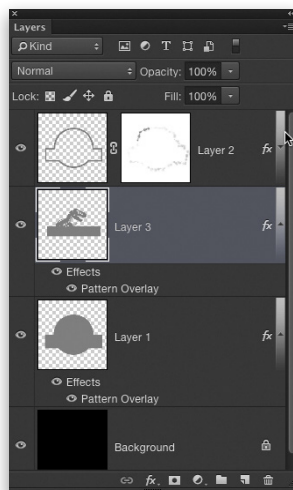 Layers
Kind
Normal Opacity: 100%
Lock: Fill: 100%
Layer 2 fx
Layer 3 fx
Effects
Pattern Overlay
Layer 1 fx
Effects
Pattern Overlay
Background
fx